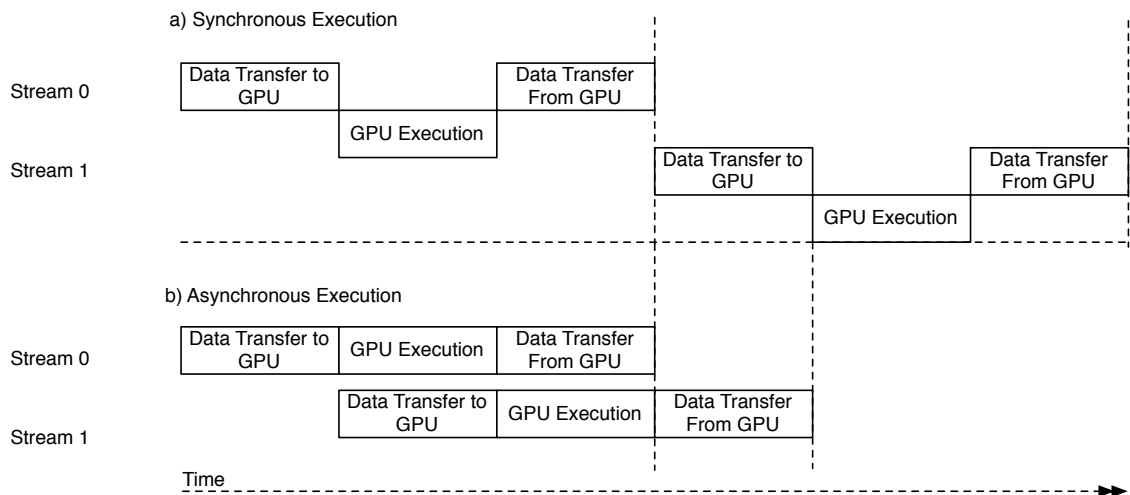 a) Synchronous Execution
Stream 0
Data Transfer to
GPU
GPU Execution
Data Transfer
From GPU
Stream 1
Data Transfer to
GPU
GPU Execution
Data Transfer
From GPU
b) Asynchronous Execution
Stream 0
Data Transfer to
GPU
GPU Execution
Data Transfer
From GPU
Stream 1
Data Transfer to
GPU
GPU Execution
Data Transfer
From GPU
Time